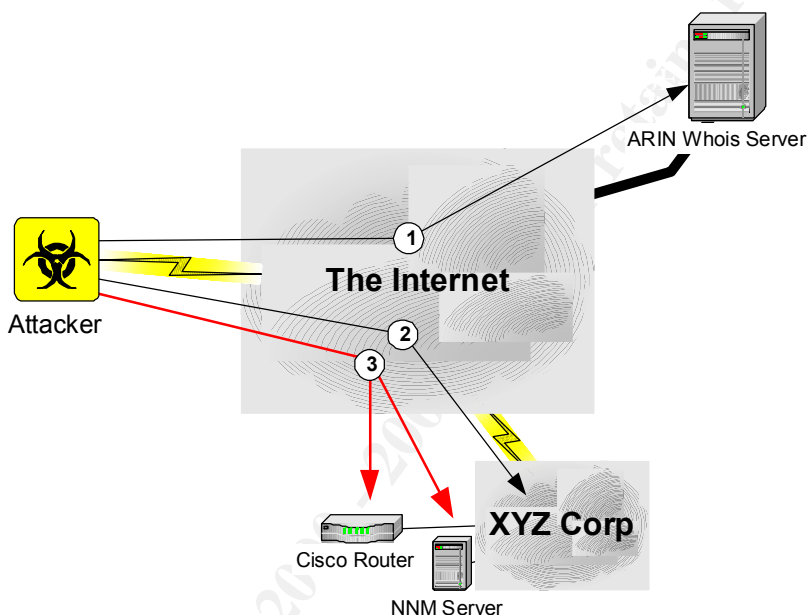 ARIN Whois Server
1
The Internet
Attacker
2
3
XYZ Corp
Cisco Router
NNM Server